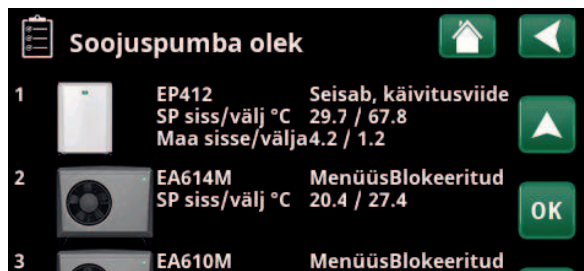 Soojuspumba olek
1 EP412 Seisab, käivitusviide
SP siss/välj °C 29.7 / 67.8
Maa sisse/välja4.2 / 1.2
2 EA614M MenüüsBlokeeritud
SP siss/välj °C 20.4 / 27.4
OK
3 EA610M MenüüsBlokeeritud